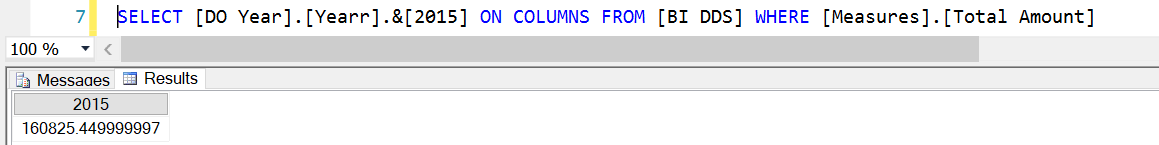 7 SELECT [DO Year].[Yearr].&[2015] ON COLUMNS FROM [BI DDS] WHERE [Measures].[Total Amount]
100 %
Messages Results
2015
160825.449999997